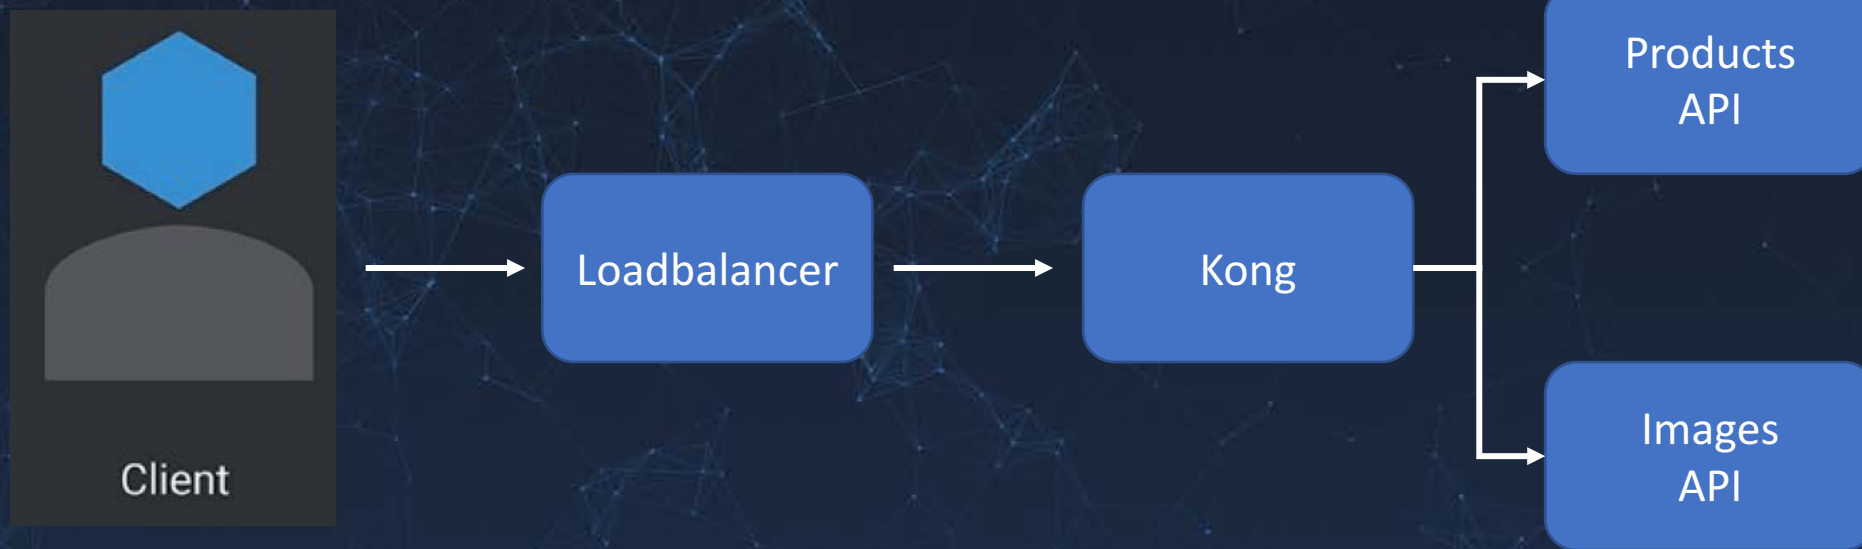 Client
Loadbalancer
Kong
Products
API
Images
API